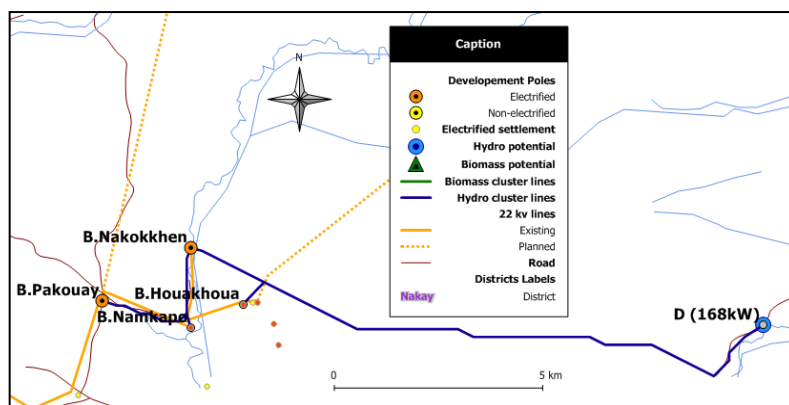 Caption
N
Developement Poles
Electrified
Non-electrified
Electrified settlement
Hydro potential
Biomass potential
Biomass cluster lines
Hydro cluster lines
22 kv lines
Existing
Planned
Road
Districts Labels
Nakay District
B.Nakokkhen
B.Pakouay
B.Houakhoua
B.Namkapø
D (168kW)
0 5 km